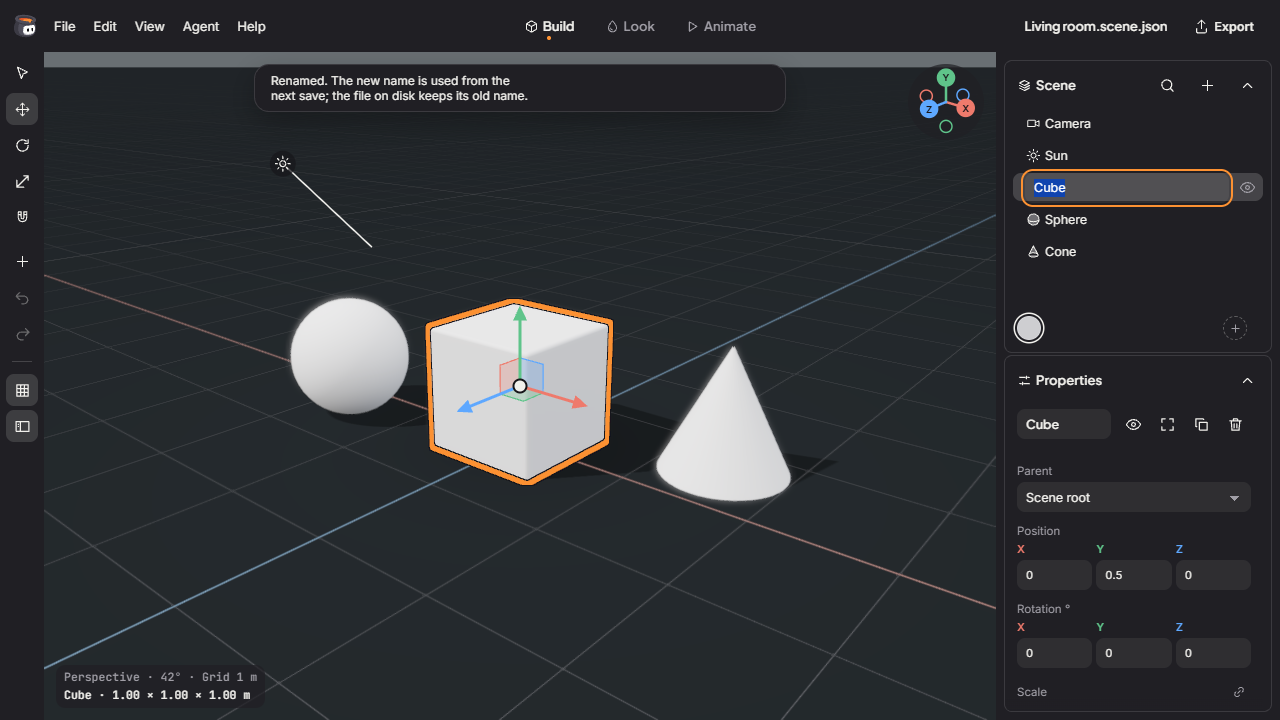 File Edit View Agent Help
Build Look Animate
Living room.scene.json Export
Renamed. The new name is used from the
next save; the file on disk keeps its old name.
Y
Z X
Scene
Camera
Sun
Cube
Sphere
Cone
Properties
Cube
Parent
Scene root
Position
X Y Z
0 0.5 0
Rotation °
X Y Z
0 0 0
Scale
Perspective · 42° · Grid 1 m
Cube · 1.00 × 1.00 × 1.00 m